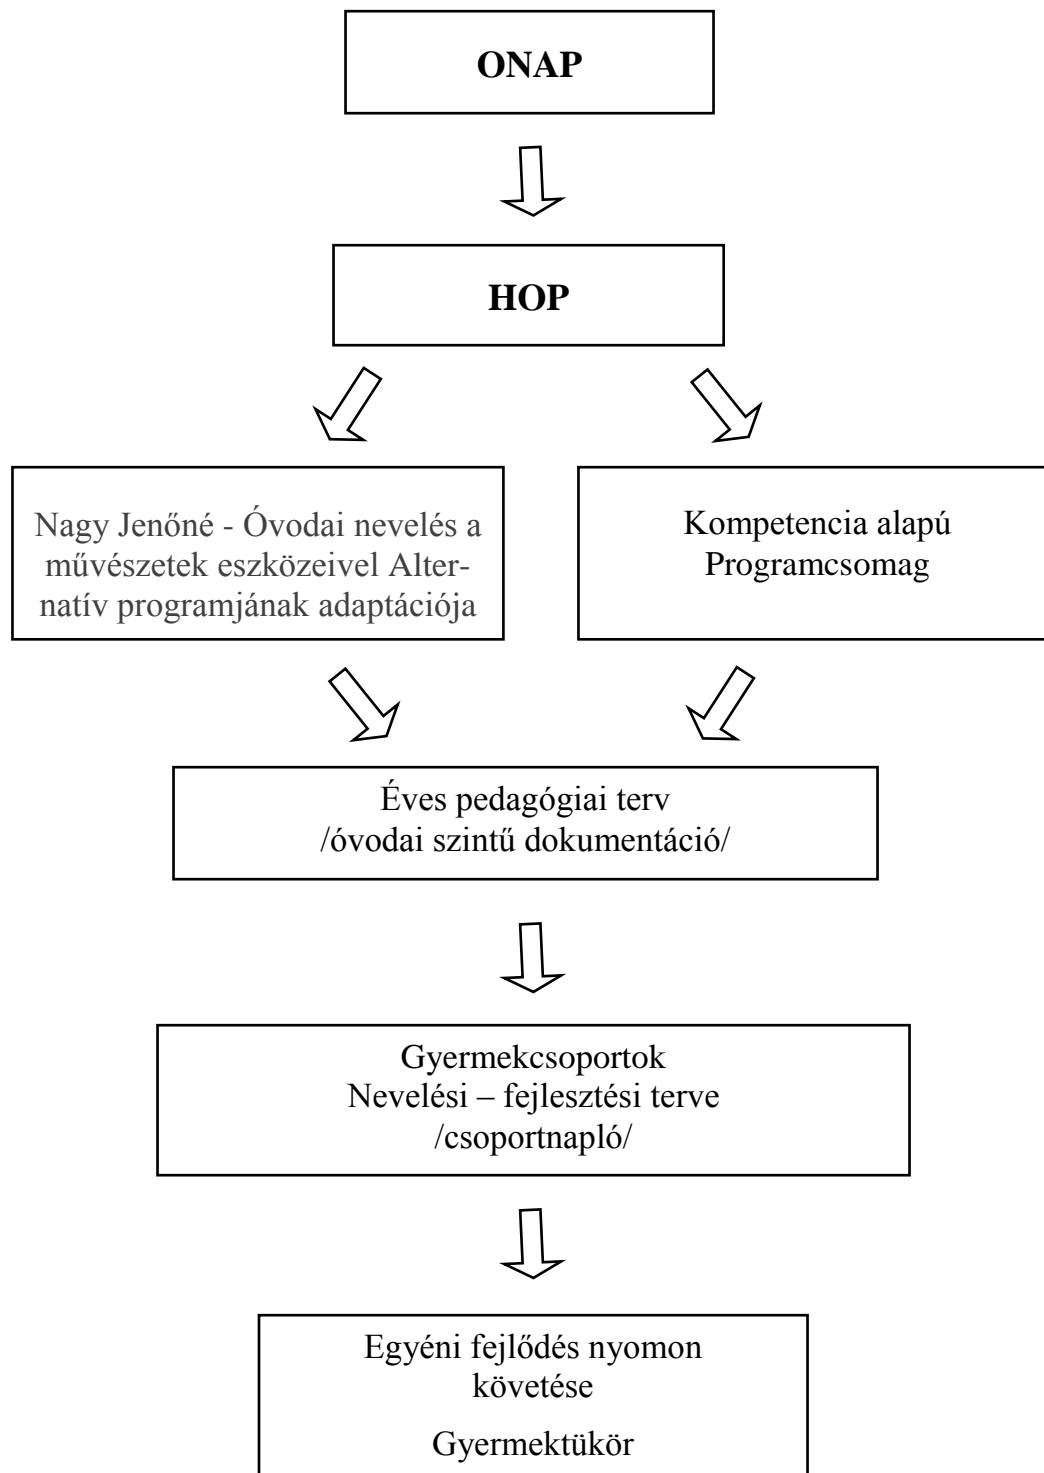 ONAP
HOP
Nagy Jenőné - Óvodai nevelés a
művészetek eszközeivel Alter-
natív programjának adaptációja
Kompetencia alapú
Programcsomag
Éves pedagógiai terv
/óvodai szintű dokumentáció/
Gyermekcsoportok
Nevelési – fejlesztési terve
/csoportnapló/
Egyéni fejlődés nyomon
követése
Gyermektükör